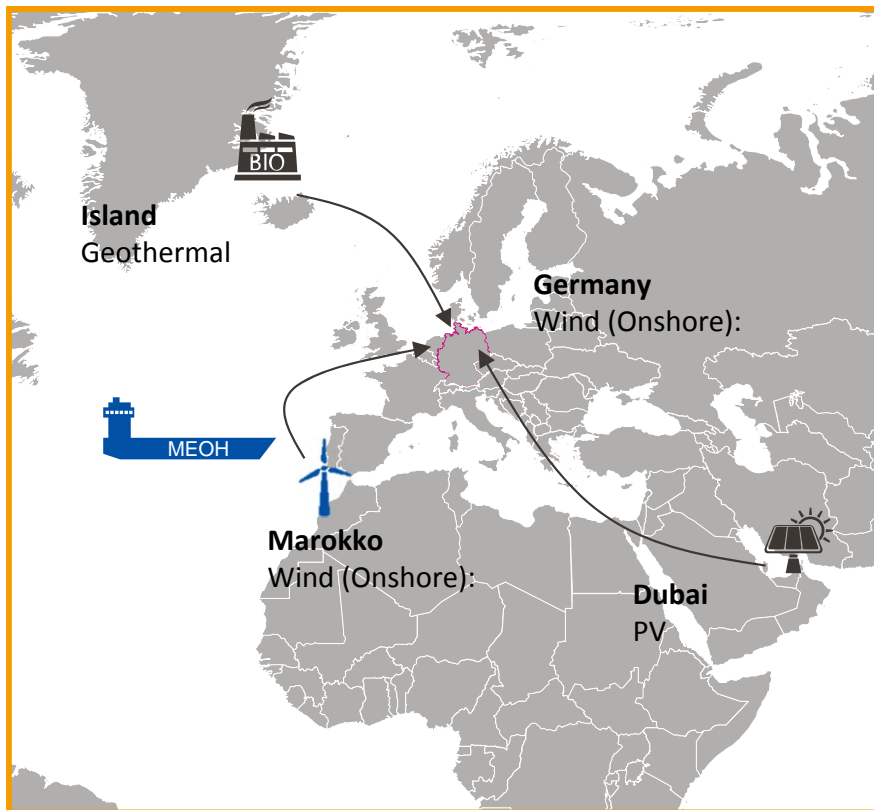 BIO
Island
Geothermal
Germany
Wind (Onshore):
MEOH
Marokko
Wind (Onshore):
Dubai
PV